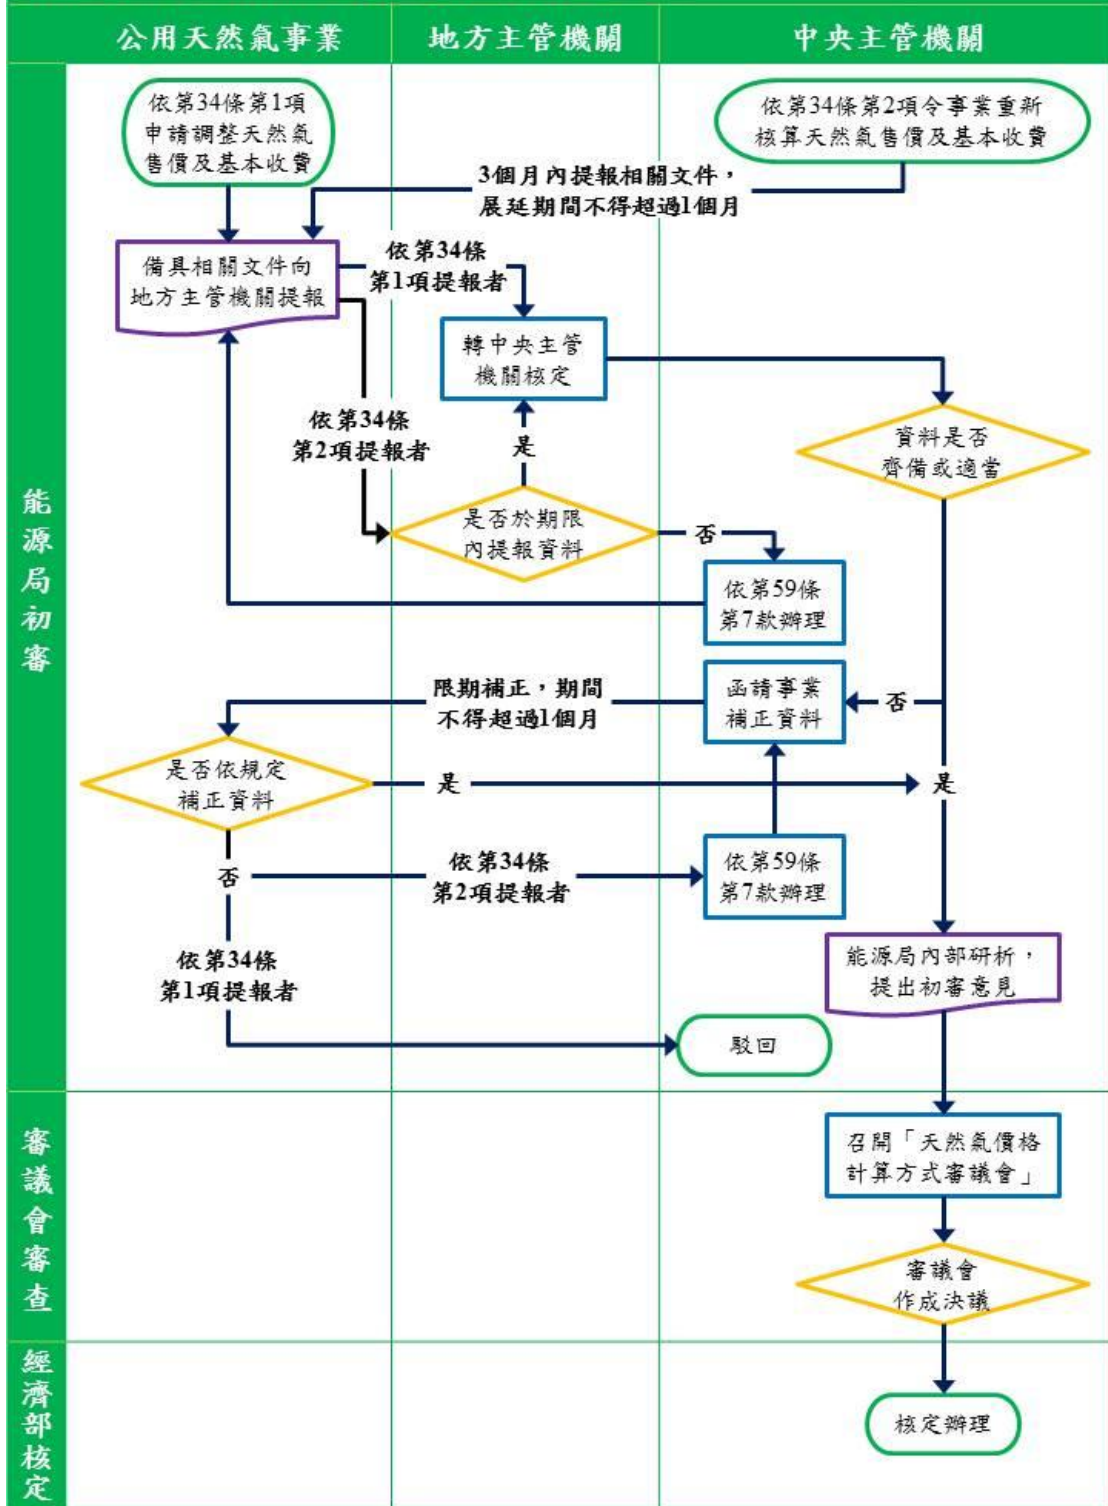 公用天然氣事業
地方主管機關
中央主管機關
能源局初審
依第34條第1項
申請調整天然氣
售價及基本收費
依第34條第2項令事業重新
核算天然氣售價及基本收費
3個月內提報相關文件，
展延期間不得超過1個月
備具相關文件向
地方主管機關提報
依第34條
第1項提報者
轉中央主管
機關核定
依第34條
第2項提報者
是
資料是否
齊備或適當
是否於期限
內提報資料
否
依第59條
第7款辦理
限期補正，期間
不得超過1個月
函請事業
補正資料
否
是否依規定
補正資料
是
是
否
依第34條
第2項提報者
依第59條
第7款辦理
依第34條
第1項提報者
能源局內部研析，
提出初審意見
駁回
審議會審查
召開「天然氣價格
計算方式審議會」
審議會
作成決議
經濟部核定
核定辦理